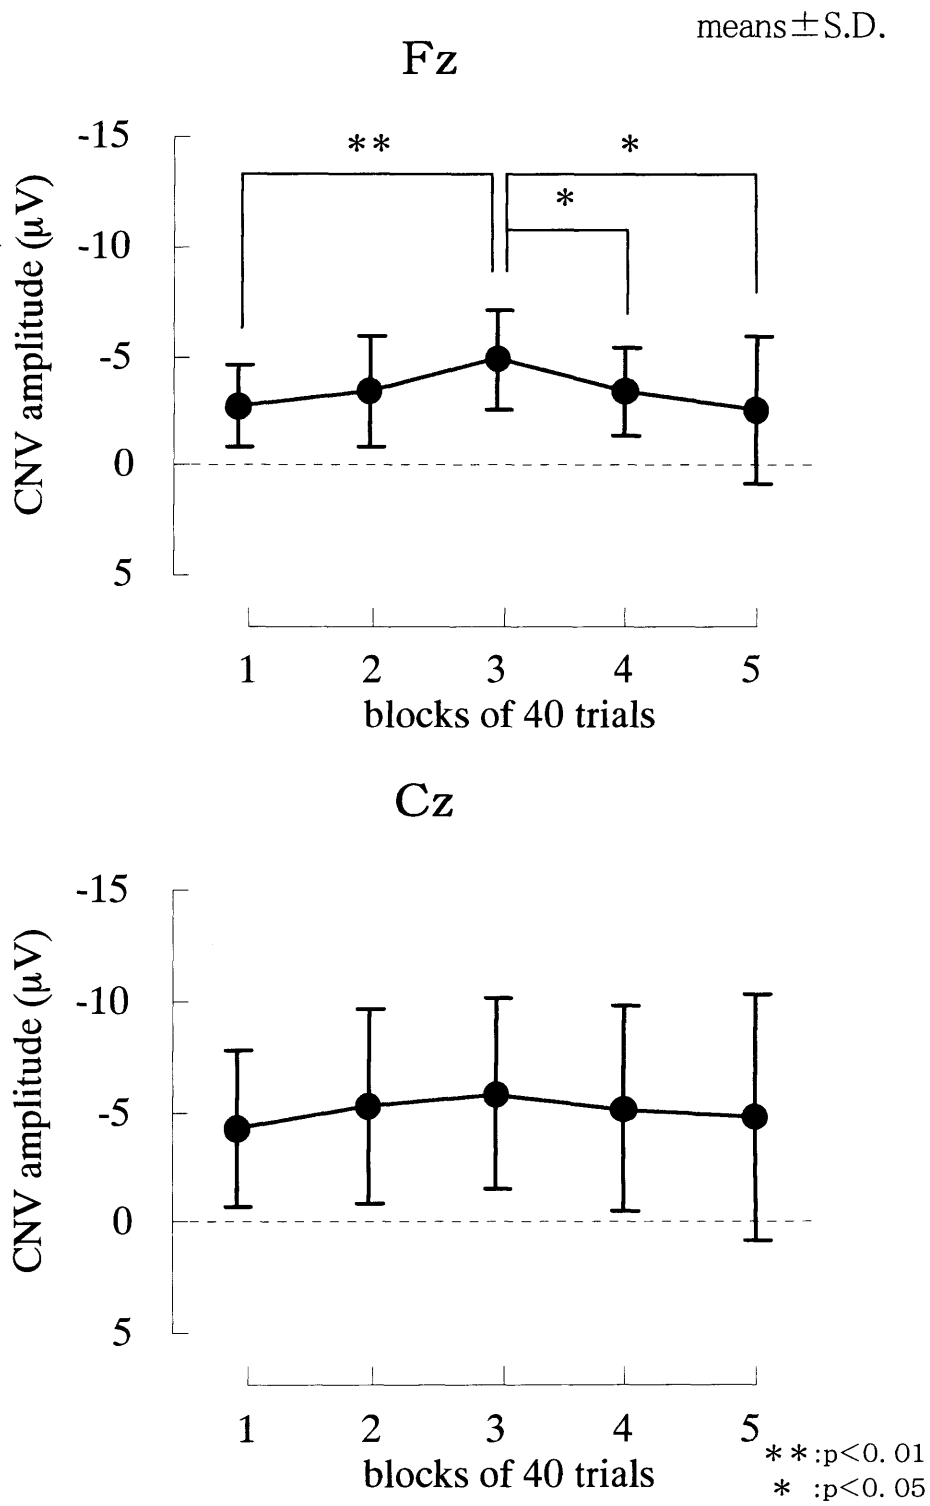 means±S.D.
Fz
** *
*
-15
-10
-5
0
5
CNV amplitude (μV)
1 2 3 4 5
blocks of 40 trials
Cz
-15
-10
-5
0
5
CNV amplitude (μV)
1 2 3 4 5
blocks of 40 trials
**:p<0.01
* :p<0.05